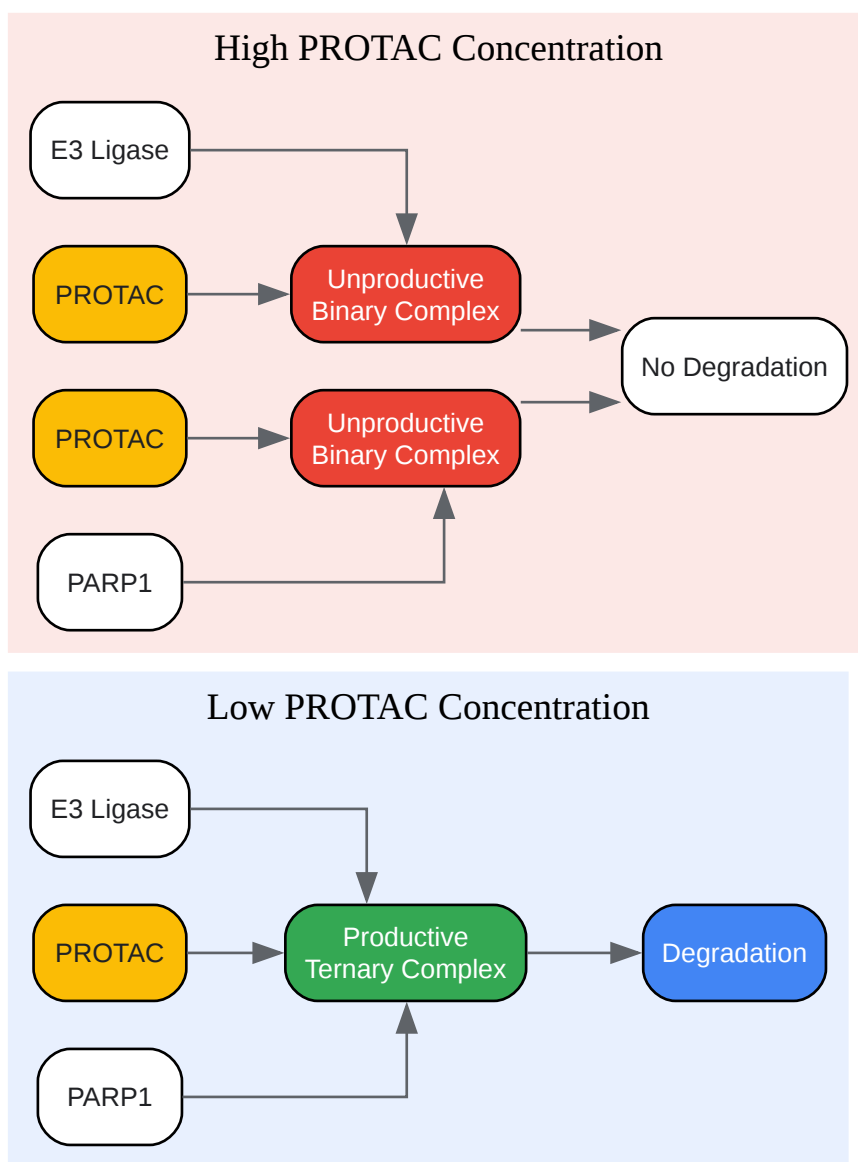 High PROTAC Concentration
E3 Ligase
PROTAC
Unproductive
Binary Complex
No Degradation
PROTAC
Unproductive
Binary Complex
PARP1
Low PROTAC Concentration
E3 Ligase
PROTAC
Productive
Ternary Complex
Degradation
PARP1